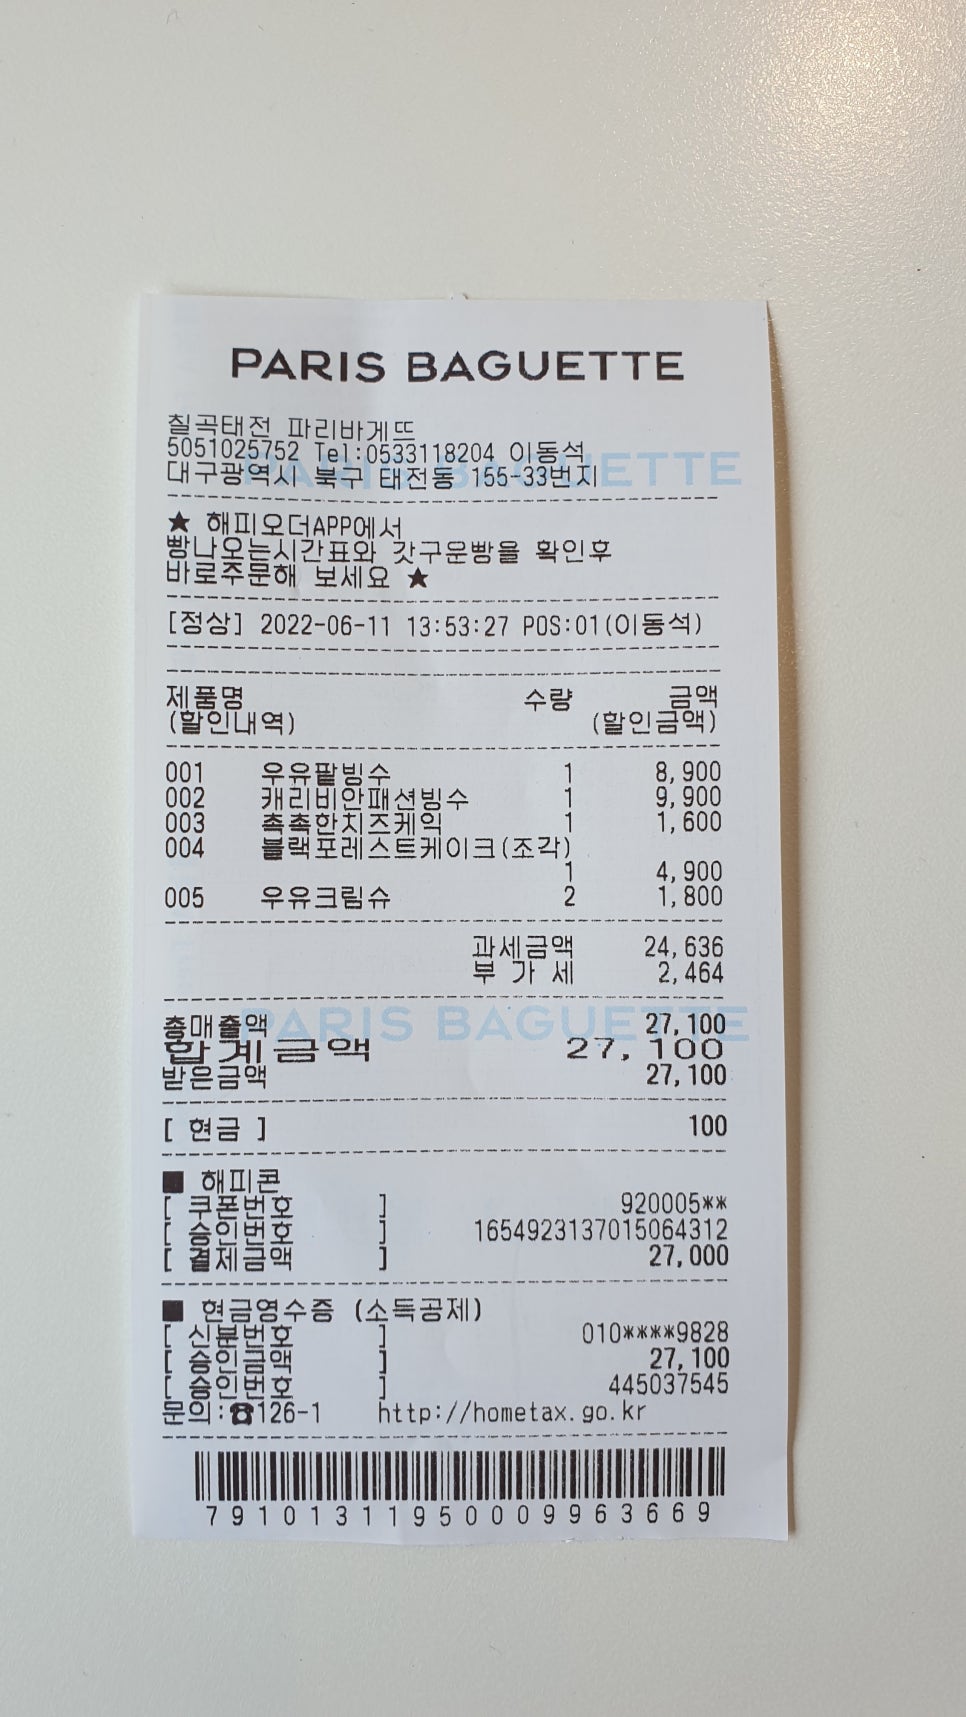 PARIS BAGUETTE
칠곡태전 파리바게뜨
5051025752 Tel:0533118204 이동석
대구광역시 북구 태전동 155-33번지
★ 해피오더APP에서
빵나오는시간표와 갓구운빵을 확인후
바로주문해 보세요 ★
[정상] 2022-06-11 13:53:27 POS:01(이동석)
제품명 수량 금액
(할인내역) (할인금액)
001 우유팥빙수 1 8,900
002 캐리비안패션빙수 1 9,900
003 촉촉한치즈케익 1 1,600
004 블랙포레스트케이크(조각)
1 4,900
005 우유크림슈 2 1,800
과세금액 24,636
부 가 세 2,464
총매출액 27,100
합계금액 27,100
받은금액 27,100
[ 현금 ] 100
■ 해피콘
[ 쿠폰번호 ] 920005**
[ 승인번호 ] 1654923137015064312
[ 결제금액 ] 27,000
■ 현금영수증 (소득공제)
[ 신분번호 ] 010****9828
[ 승인금액 ] 27,100
[ 승인번호 ] 445037545
문의:☎126-1 http://hometax.go.kr
79101311950009963669